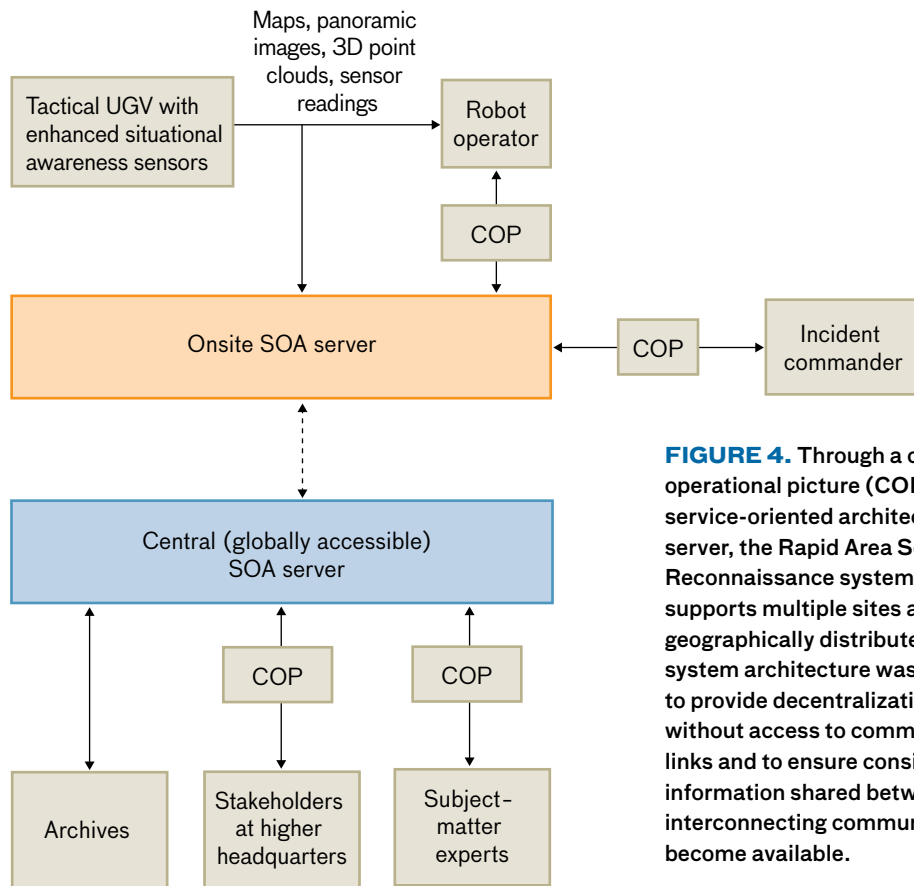 Maps, panoramic
images, 3D point
clouds, sensor
readings
Tactical UGV with
enhanced situational
awareness sensors
Robot
operator
COP
Onsite SOA server
COP
Incident
commander
Central (globally accessible)
SOA server
COP
COP
Archives
Stakeholders
at higher
headquarters
Subject-
matter
experts
FIGURE 4. Through a
operational picture
service-oriented
server, the Rapid Area
Reconnaissance system
supports multiple sites
geographically
system architecture was
to provide
without access to
links and to ensure
information shared
interconnecting
become available.